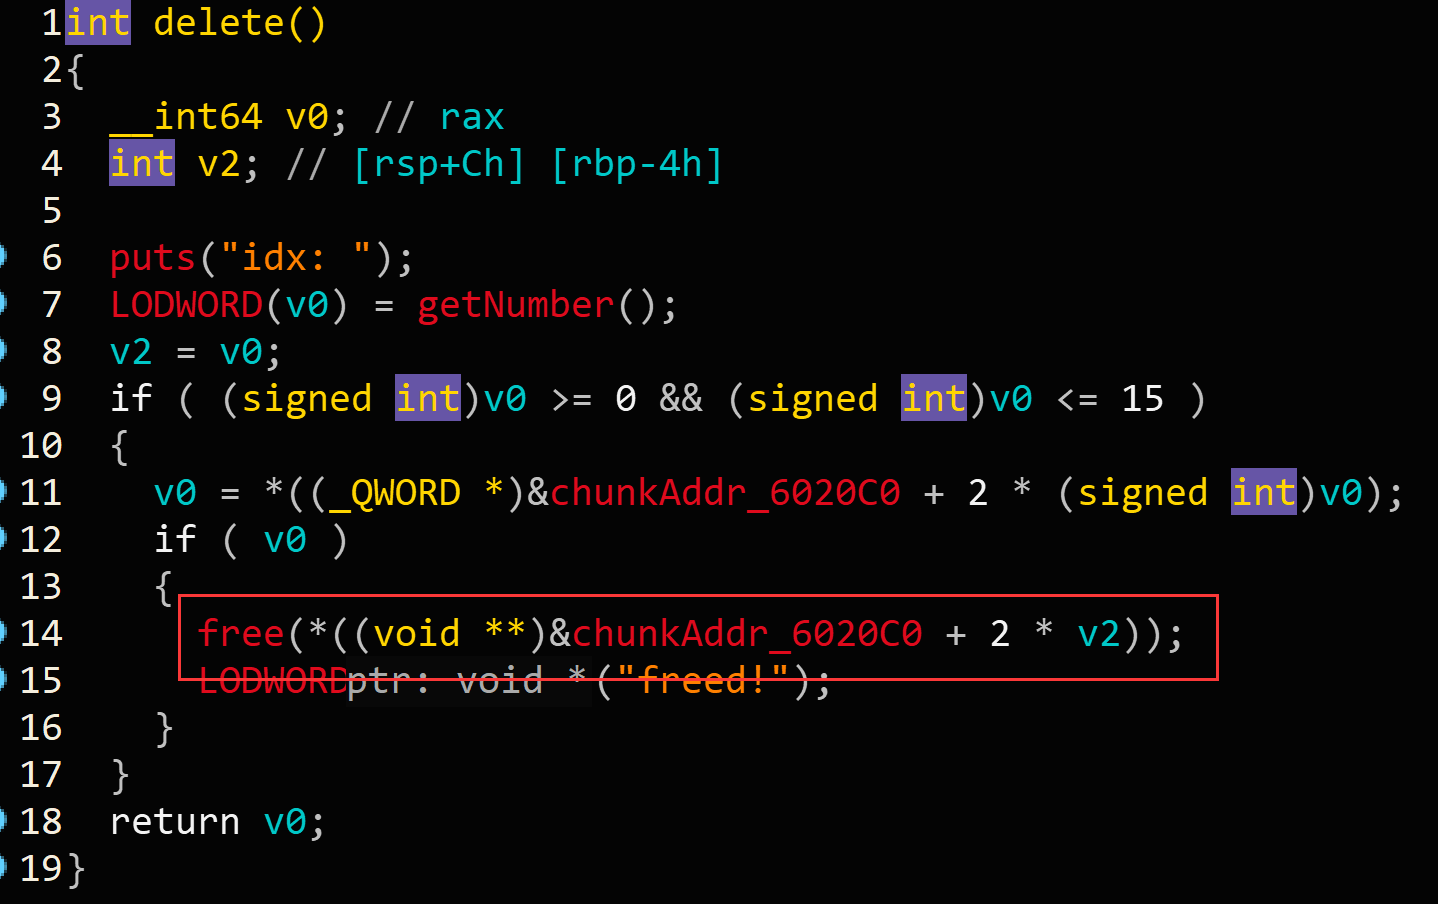 1 int delete()
2 {
3   __int64 v0; // rax
4   int v2; // [rsp+Ch] [rbp-4h]
5
6   puts("idx: ");
7   LODWORD(v0) = getNumber();
8   v2 = v0;
9   if ( (signed int)v0 >= 0 && (signed int)v0 <= 15 )
10   {
11     v0 = *((_QWORD *)&chunkAddr_6020C0 + 2 * (signed int)v0);
12     if ( v0 )
13     {
14       free(*((void **)&chunkAddr_6020C0 + 2 * v2));
15       LODWORDptr: void *("freed!");
16     }
17   }
18   return v0;
19 }